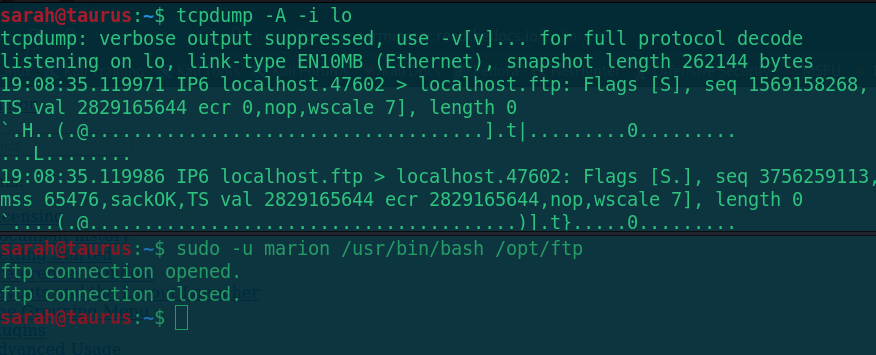 sarah@taurus:~$ tcpdump -A -i lo
tcpdump: verbose output suppressed, use -v[v]... for full protocol decode
listening on lo, link-type EN10MB (Ethernet), snapshot length 262144 bytes
19:08:35.119971 IP6 localhost.47602 > localhost.ftp: Flags [S], seq 1569158268,
TS val 2829165644 ecr 0,nop,wscale 7], length 0
`.H..(.@.....................................].t|.........0.........
...L........
19:08:35.119986 IP6 localhost.ftp > localhost.47602: Flags [S.], seq 3756259113,
mss 65476,sackOK,TS val 2829165644 ecr 2829165644,nop,wscale 7], length 0
`....(.@........................................)].t}.....0.........
sarah@taurus:~$ sudo -u marion /usr/bin/bash /opt/ftp
ftp connection opened.
ftp connection closed.
sarah@taurus:~$
dvanced Usage